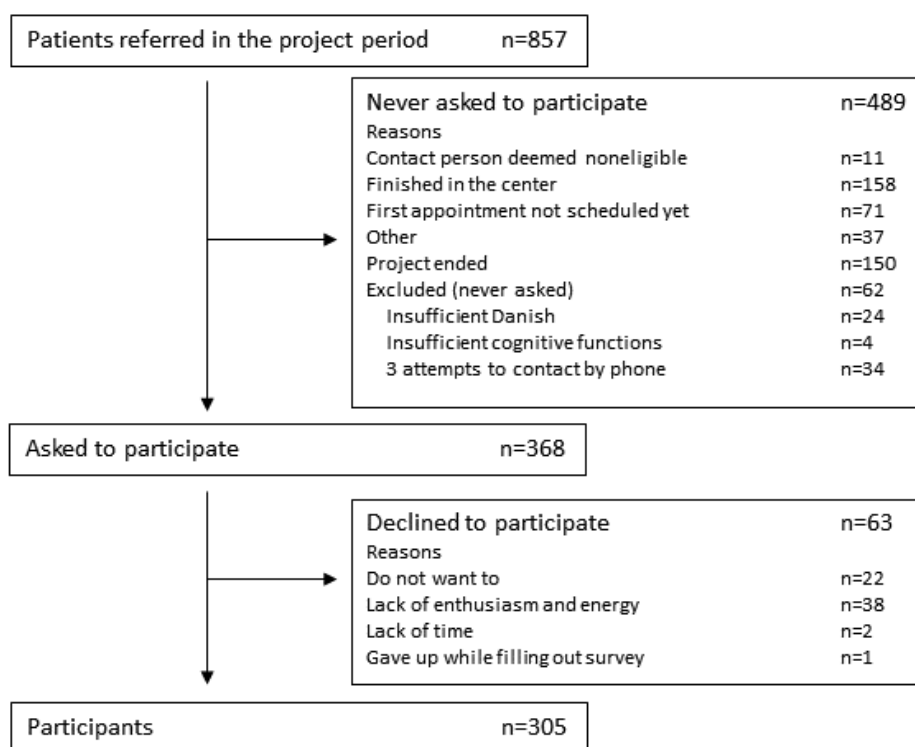 Patients referred in the project period n=857
Never asked to participate n=489
Reasons
Contact person deemed noneligible n=11
Finished in the center n=158
First appointment not scheduled yet n=71
Other n=37
Project ended n=150
Excluded (never asked) n=62
Insufficient Danish n=24
Insufficient cognitive functions n=4
3 attempts to contact by phone n=34
Asked to participate n=368
Declined to participate n=63
Reasons
Do not want to n=22
Lack of enthusiasm and energy n=38
Lack of time n=2
Gave up while filling out survey n=1
Participants n=305